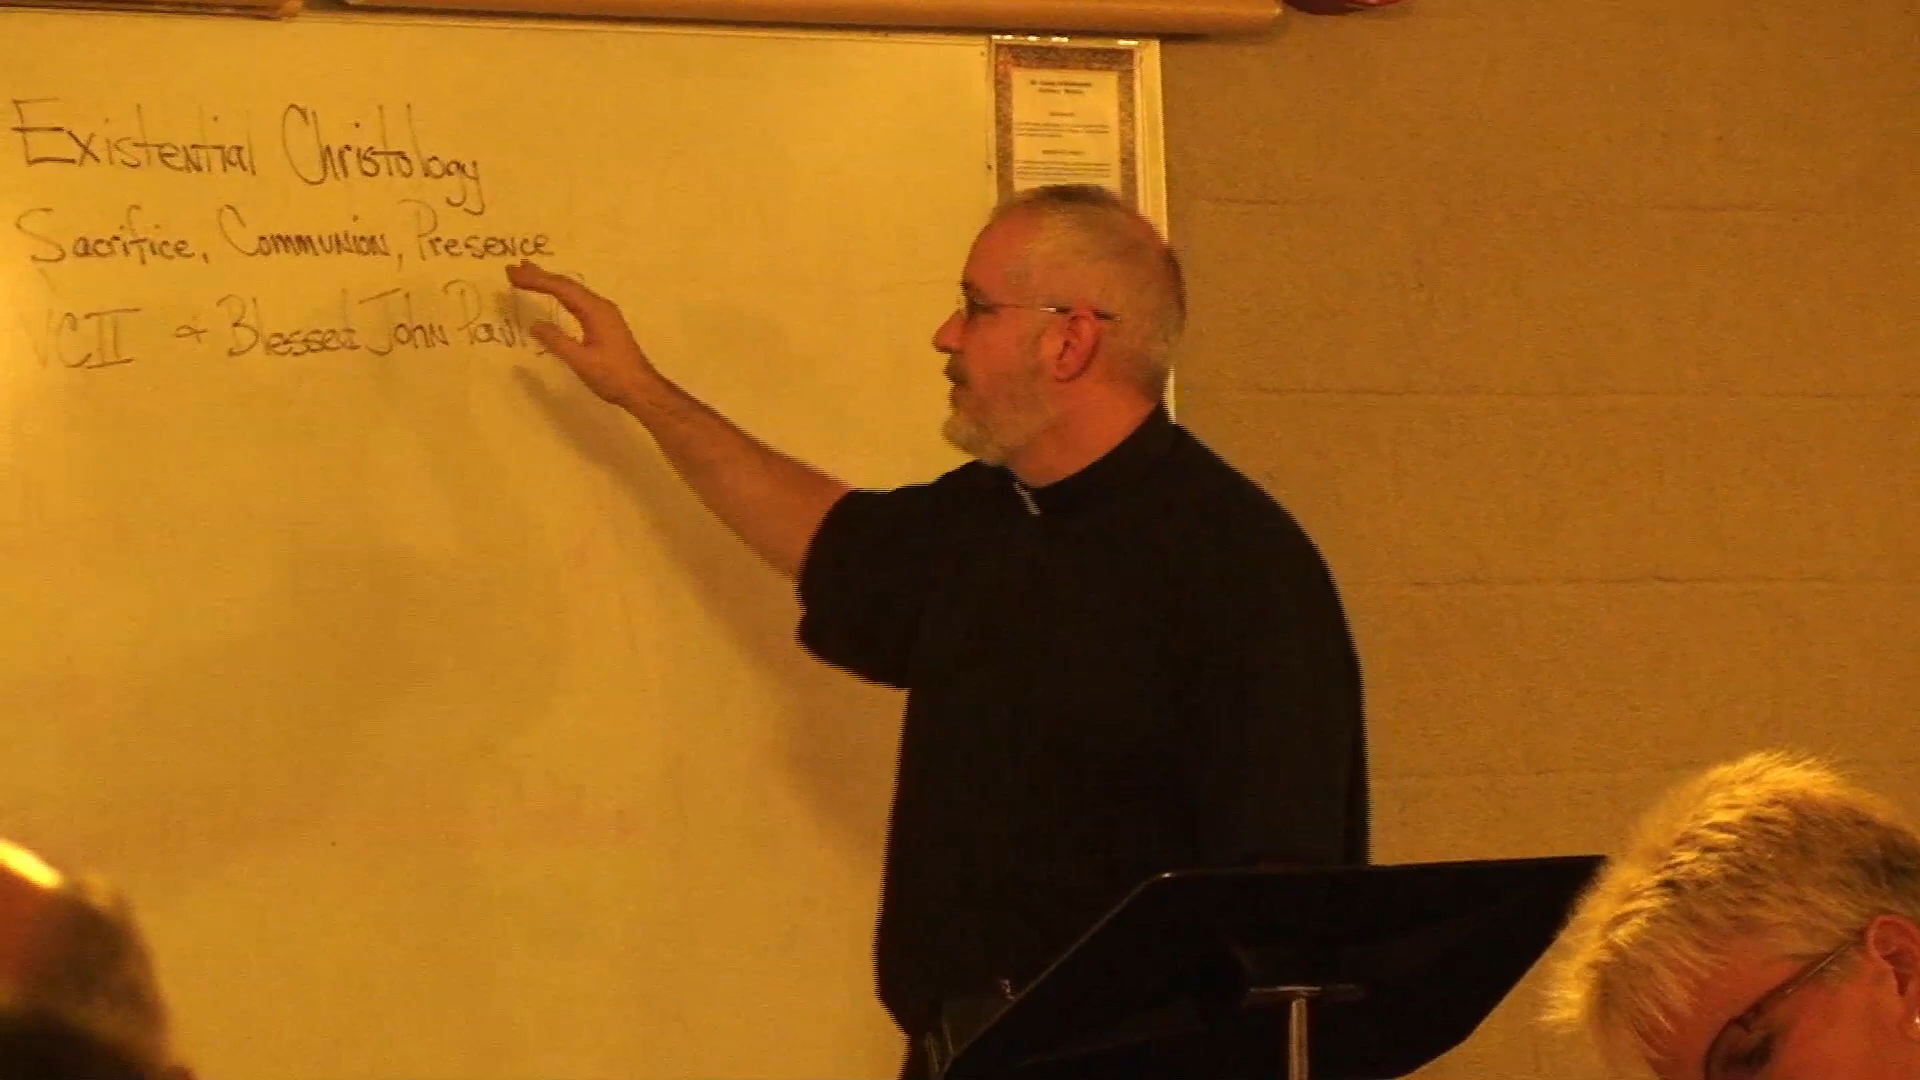 Existential Christology
Sacrifice, Communion, Presence
VCII + Blessed John Paul